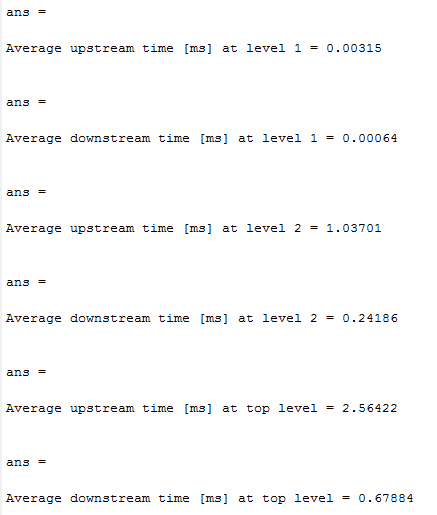 ans =
Average upstream time [ms] at level 1 = 0.00315
ans =
Average downstream time [ms] at level 1 = 0.00064
ans =
Average upstream time [ms] at level 2 = 1.03701
ans =
Average downstream time [ms] at level 2 = 0.24186
ans =
Average upstream time [ms] at top level = 2.56422
ans =
Average downstream time [ms] at top level = 0.67884